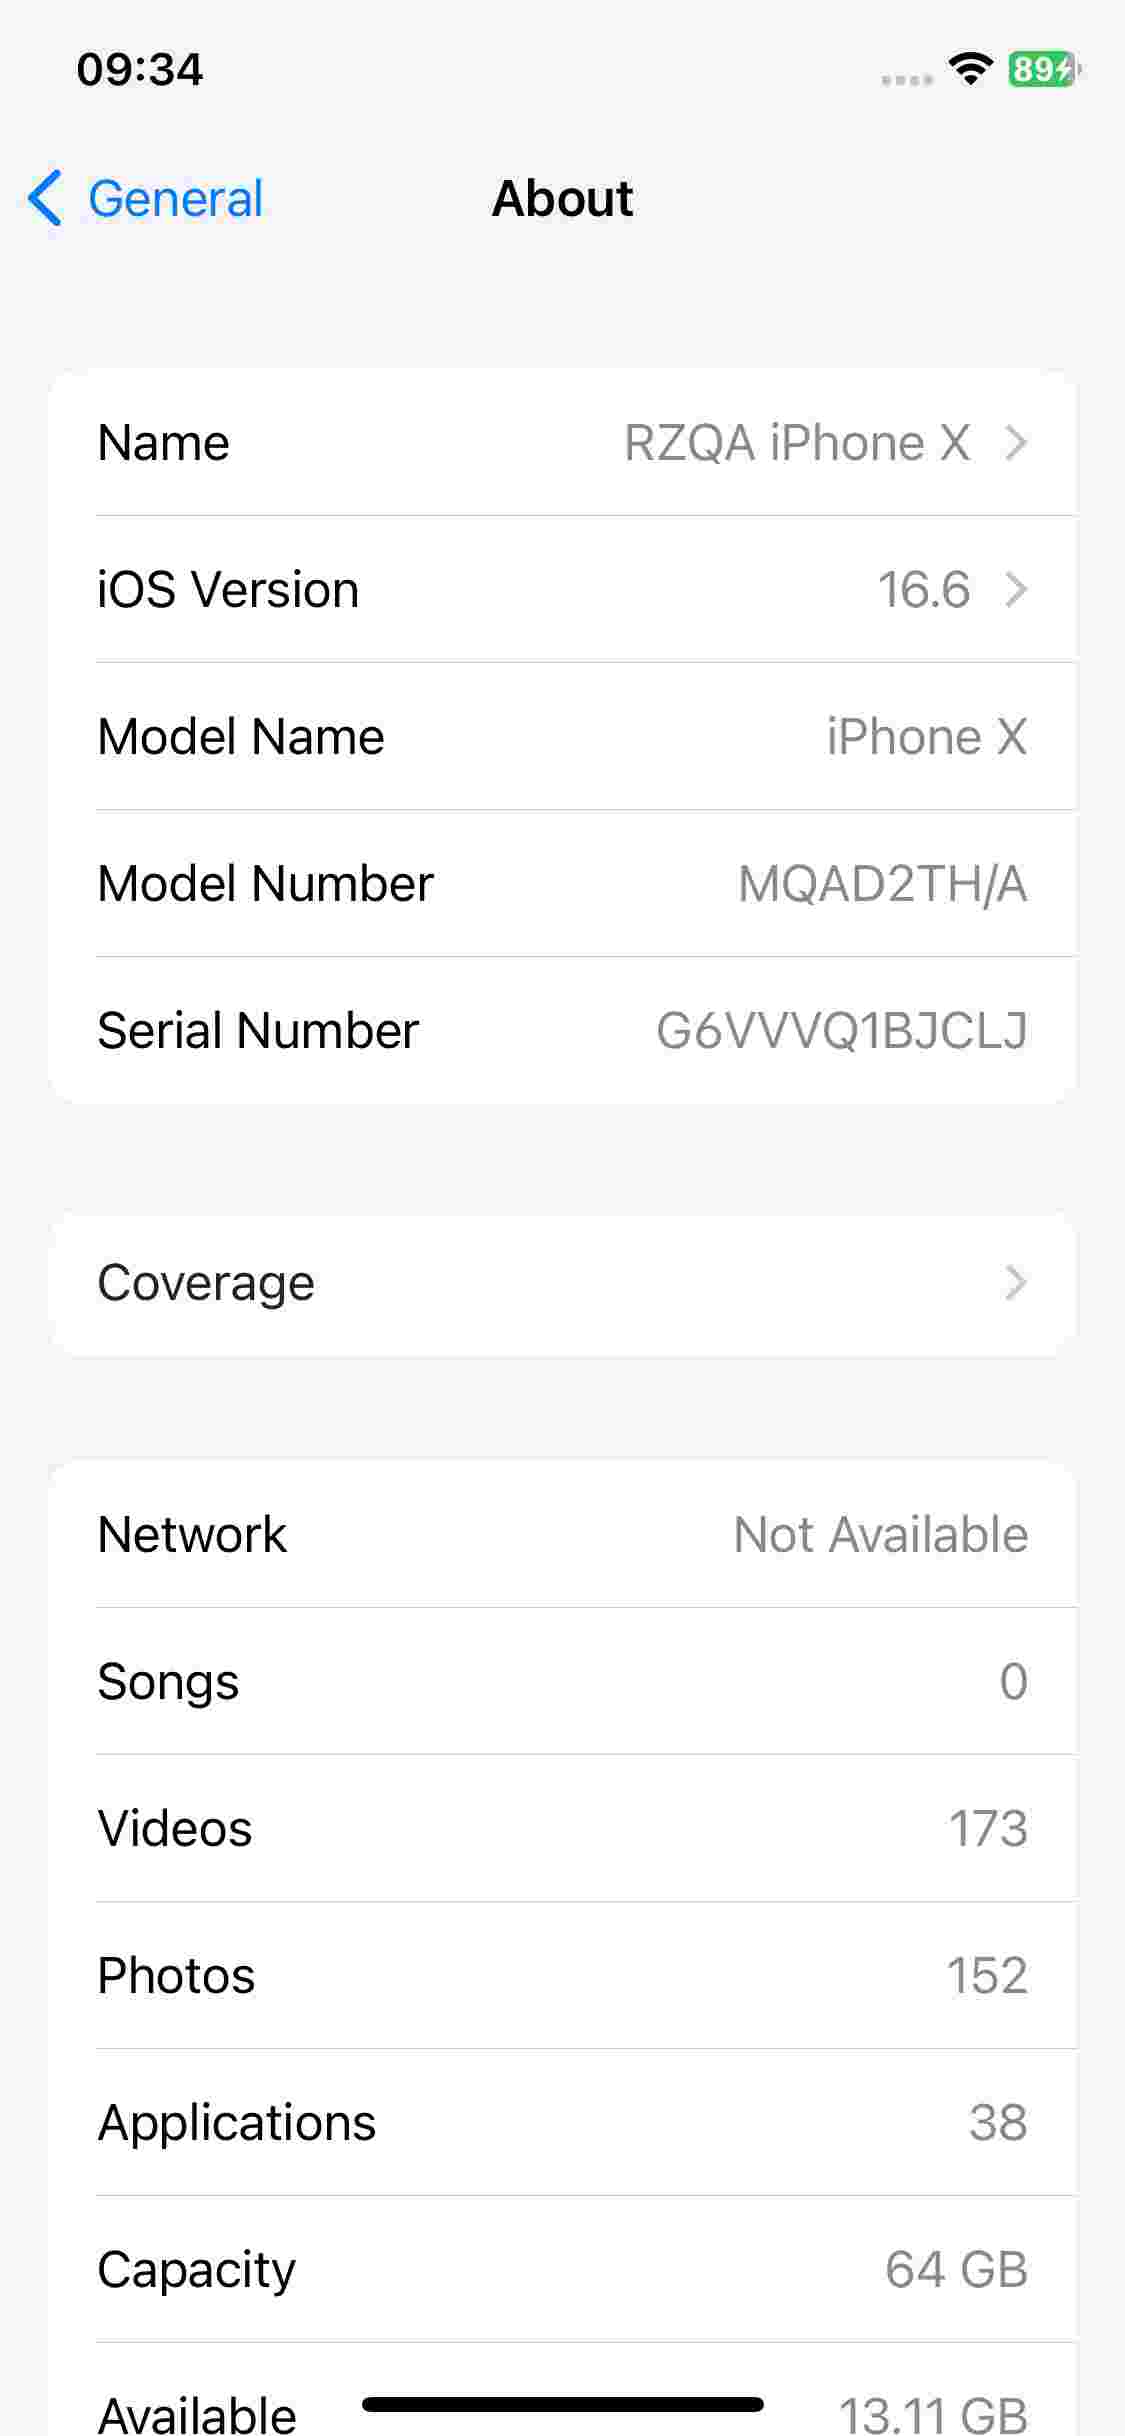 09:34
89
General
About
Name RZQA iPhone X
iOS Version 16.6
Model Name iPhone X
Model Number MQAD2TH/A
Serial Number G6VVVQ1BJCLJ
Coverage
Network Not Available
Songs 0
Videos 173
Photos 152
Applications 38
Capacity 64 GB
Available 13.11 GB